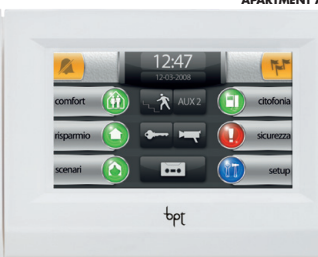 APARTMENT
12:47
12-03-2008
comfort
AUX 2
citofonia
risparmio
sicurezza
scenari
setup
bpt